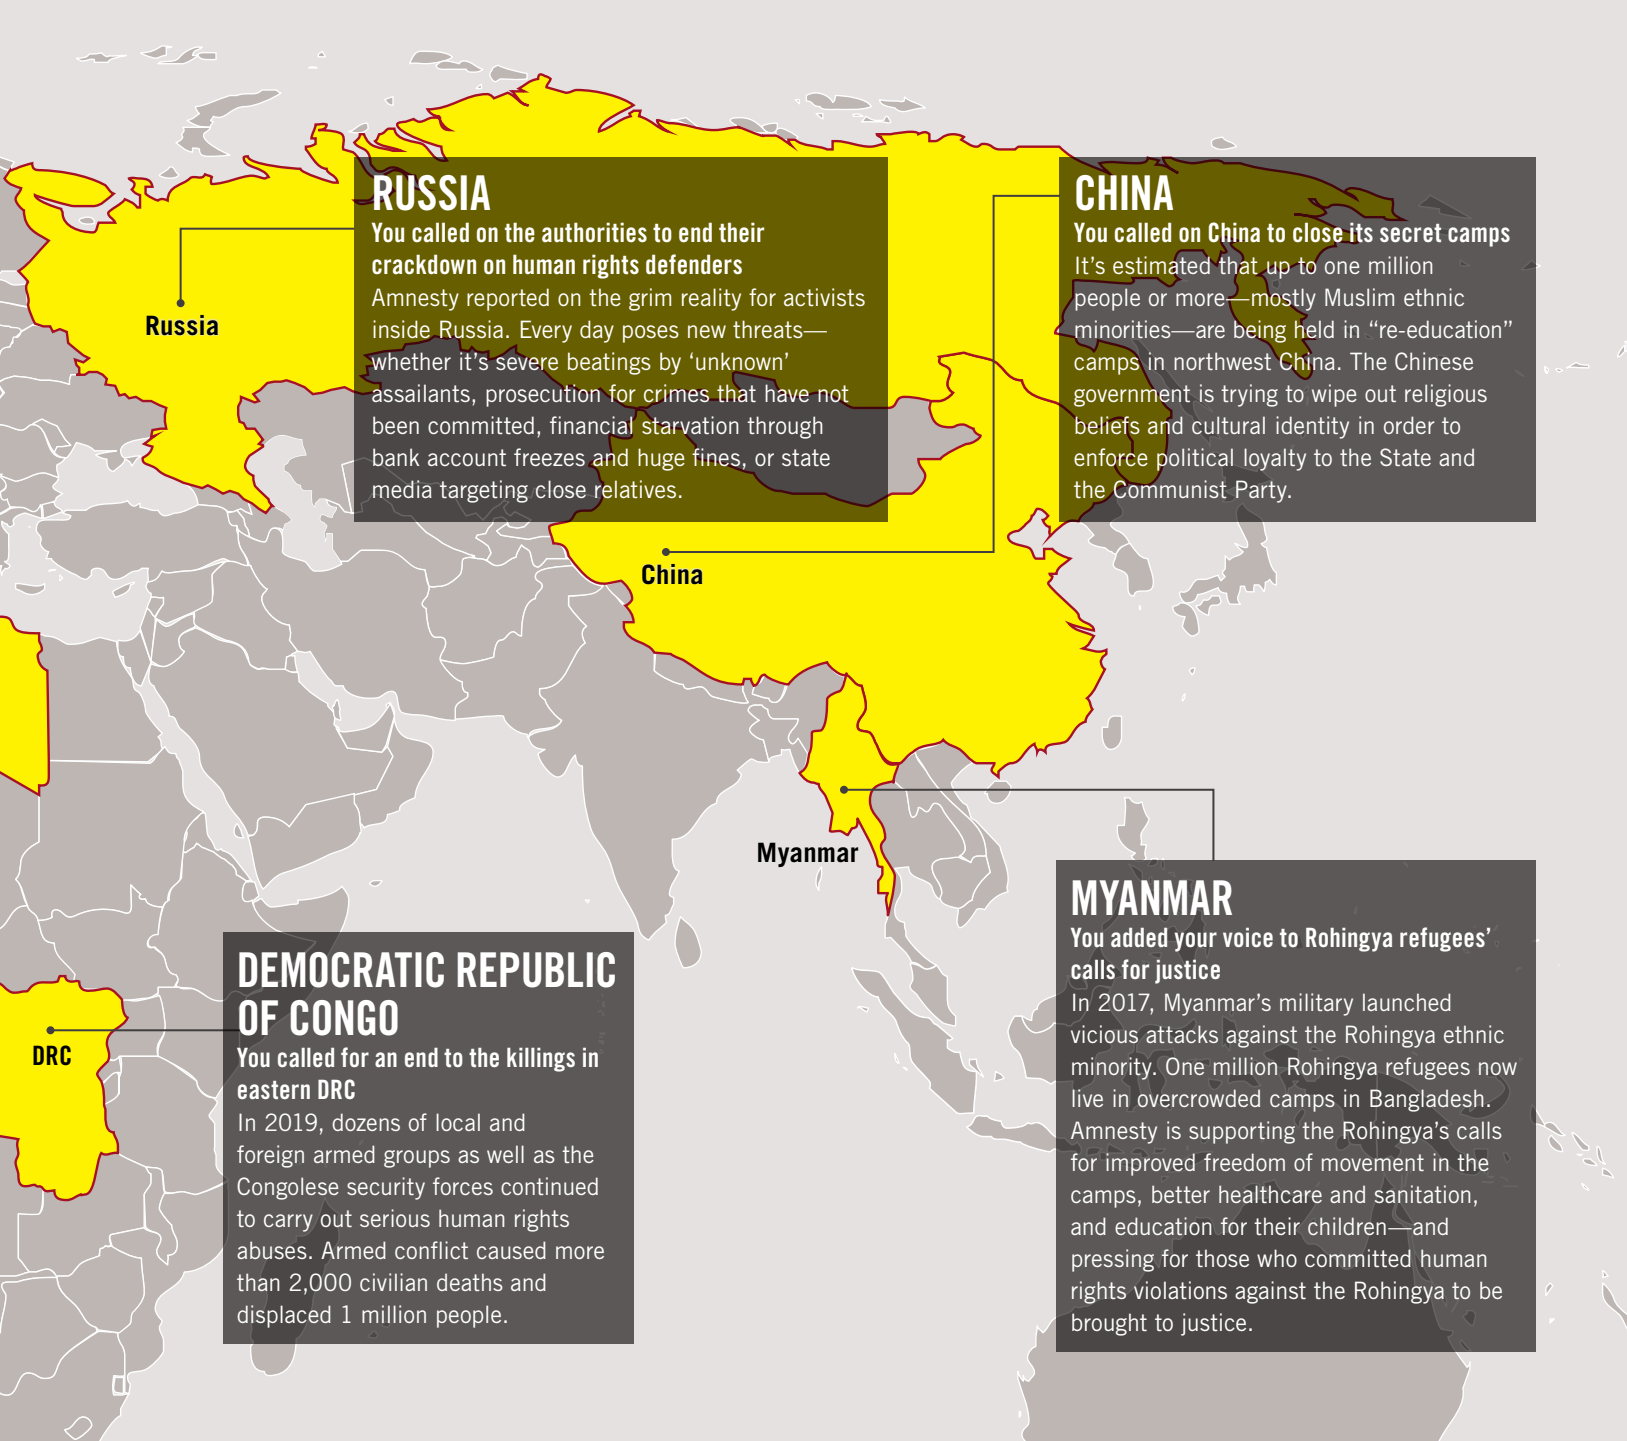 RUSSIA
You called on the authorities to end their
crackdown on human rights defenders
Amnesty reported on the grim reality for activists
inside Russia. Every day poses new threats—
whether it’s severe beatings by ‘unknown’
assailants, prosecution for crimes that have not
been committed, financial starvation through
bank account freezes and huge fines, or state
media targeting close relatives.
CHINA
You called on China to close its secret camps
It’s estimated that up to one million
people or more—mostly Muslim ethnic
minorities—are being held in “re-education”
camps in northwest China. The Chinese
government is trying to wipe out religious
beliefs and cultural identity in order to
enforce political loyalty to the State and
the Communist Party.
Russia
China
Myanmar
MYANMAR
You added your voice to Rohingya refugees’
calls for justice
In 2017, Myanmar’s military launched
vicious attacks against the Rohingya ethnic
minority. One million Rohingya refugees now
live in overcrowded camps in Bangladesh.
Amnesty is supporting the Rohingya’s calls
for improved freedom of movement in the
camps, better healthcare and sanitation,
and education for their children—and
pressing for those who committed human
rights violations against the Rohingya to be
brought to justice.
DRC
DEMOCRATIC REPUBLIC
OF CONGO
You called for an end to the killings in
eastern DRC
In 2019, dozens of local and
foreign armed groups as well as the
Congolese security forces continued
to carry out serious human rights
abuses. Armed conflict caused more
than 2,000 civilian deaths and
displaced 1 million people.